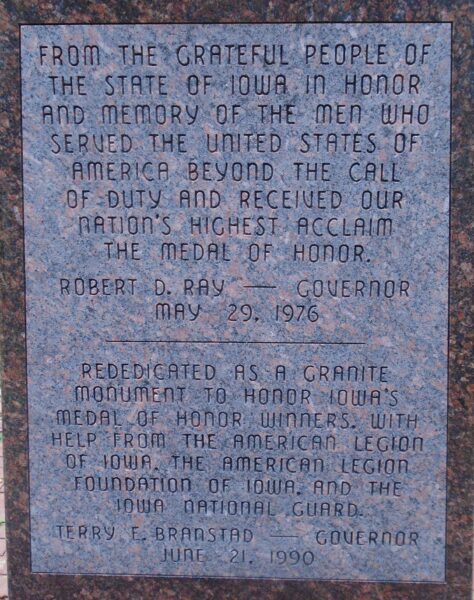 FROM THE GRATEFUL PEOPLE OF
THE STATE OF IOWA IN HONOR
AND MEMORY OF THE MEN WHO
SERVED THE UNITED STATES OF
AMERICA BEYOND THE CALL
OF DUTY AND RECEIVED OUR
NATION'S HIGHEST ACCLAIM
THE MEDAL OF HONOR.
ROBERT D. RAY — GOVERNOR
MAY 29, 1976
REDEDICATED AS A GRANITE
MONUMENT TO HONOR IOWA'S
MEDAL OF HONOR WINNERS, WITH
HELP FROM THE AMERICAN LEGION
OF IOWA, THE AMERICAN LEGION
FOUNDATION OF IOWA, AND THE
IOWA NATIONAL GUARD.
TERRY E. BRANSTAD — GOVERNOR
JUNE 21, 1990